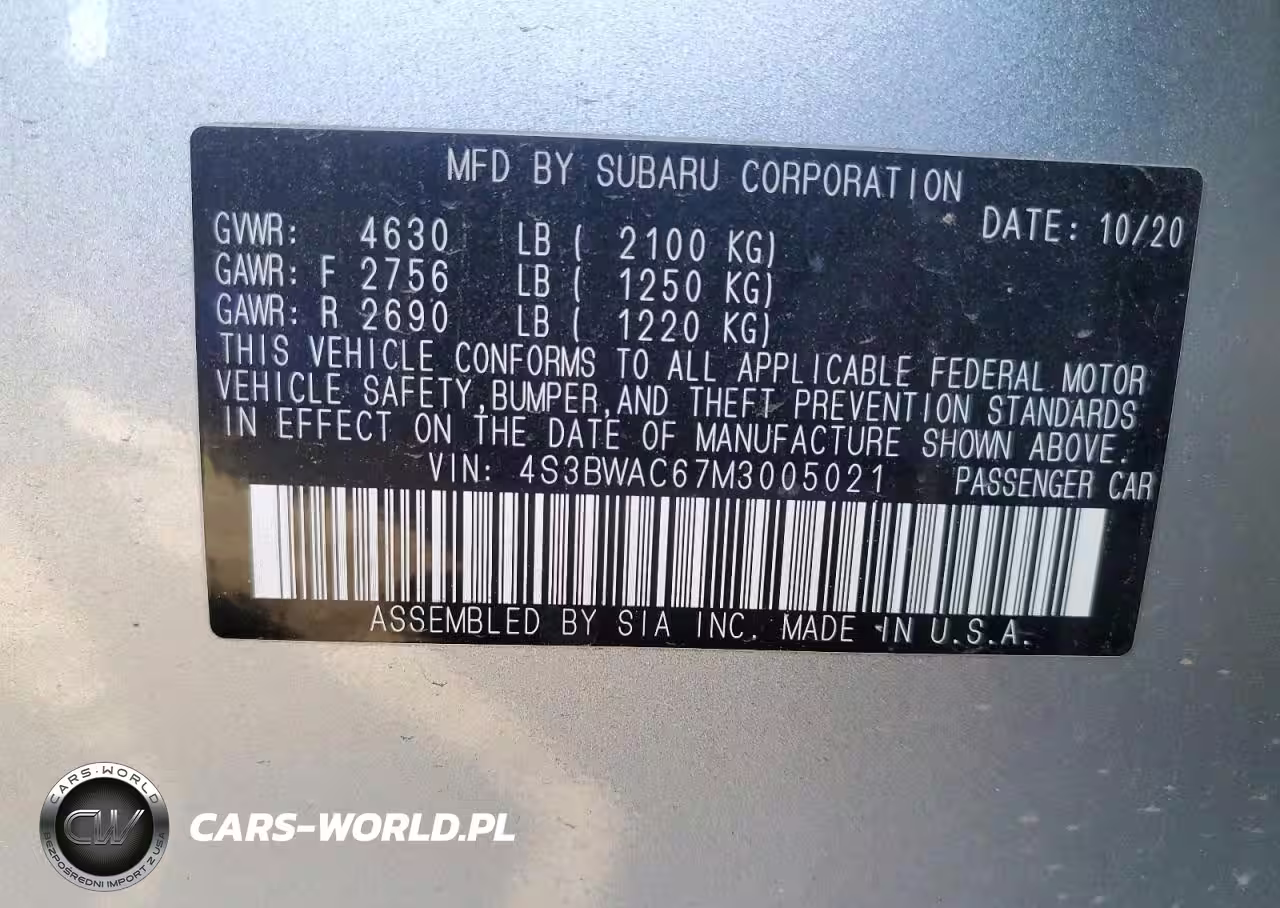 MFD BY SUBARU CORPORATION
DATE: 10/20
GVWR: 4630 LB ( 2100 KG)
GAWR: F 2756 LB ( 1250 KG)
GAWR: R 2690 LB ( 1220 KG)
THIS VEHICLE CONFORMS TO ALL APPLICABLE FEDERAL MOTOR
VEHICLE SAFETY,BUMPER,AND THEFT PREVENTION STANDARDS
IN EFFECT ON THE DATE OF MANUFACTURE SHOWN ABOVE.
VIN: 4S3BWAC67M3005021 PASSENGER CAR
ASSEMBLED BY SIA INC. MADE IN U.S.A.
CARS-WORLD
CW
BEZPOŚREDNI IMPORT Z USA
CARS-WORLD.PL